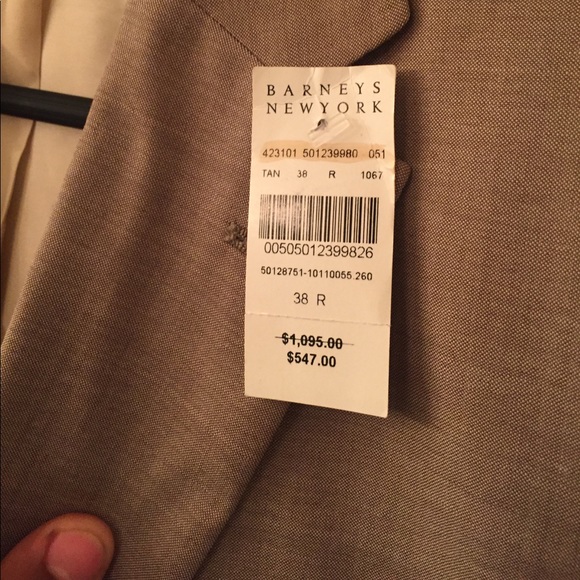 BARNEYS
NEWYORK
423101 501239980 051
TAN 38 R 1067
00505012399826
50128751-10110055.260
38 R
$1,095.00
$547.00